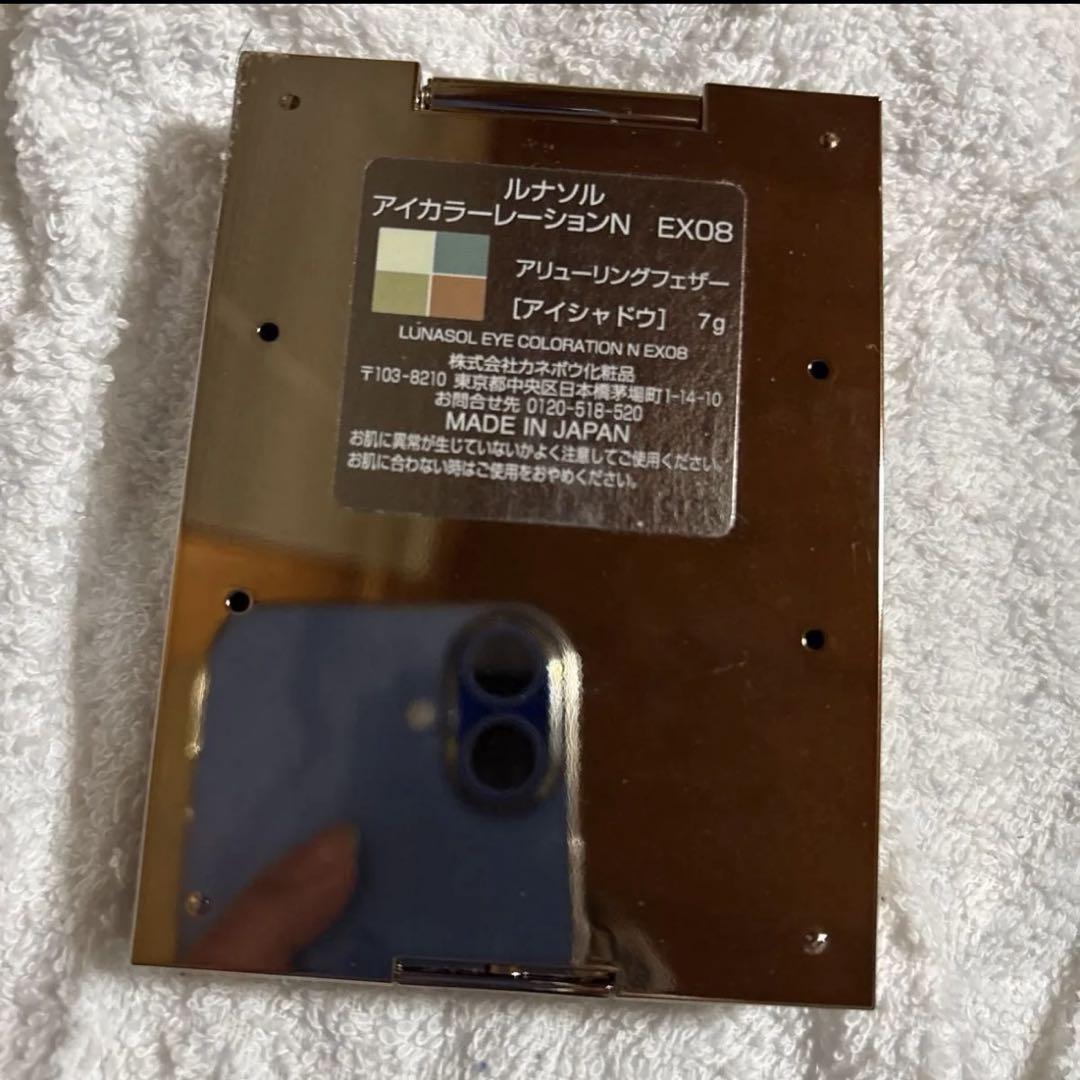 ルナソル
アイカラーレーションN EX08
アリューリングフェザー
［アイシャドウ］ 7g
LUNASOL EYE COLORATION N EX08
株式会社カネボウ化粧品
〒103-8210 東京都中央区日本橋茅場町1-14-10
お問合せ先 0120-518-520
MADE IN JAPAN
お肌に異常が生じていないかよく注意してご使用ください。
お肌に合わない時はご使用をおやめください。